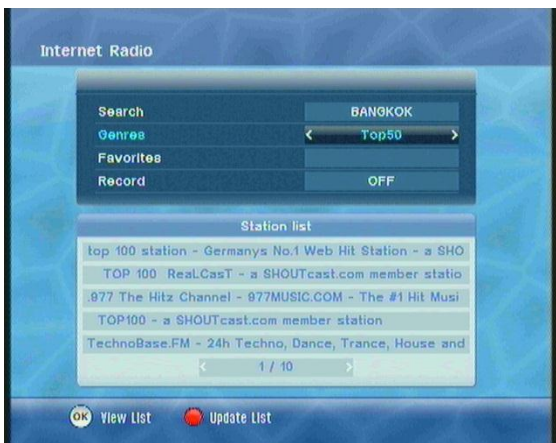 Internet Radio
Search BANGKOK
Genres < Top50 >
Favorites
Record OFF
Station list
top 100 station - Germanys No.1 Web Hit Station - a SHO
TOP 100 ReaLCasT - a SHOUTcast.com member statio
.977 The Hitz Channel - 977MUSIC.COM - The #1 Hit Musi
TOP100 - a SHOUTcast.com member station
TechnoBase.FM - 24h Techno, Dance, Trance, House and
< 1 / 10 >
OK View List Update List